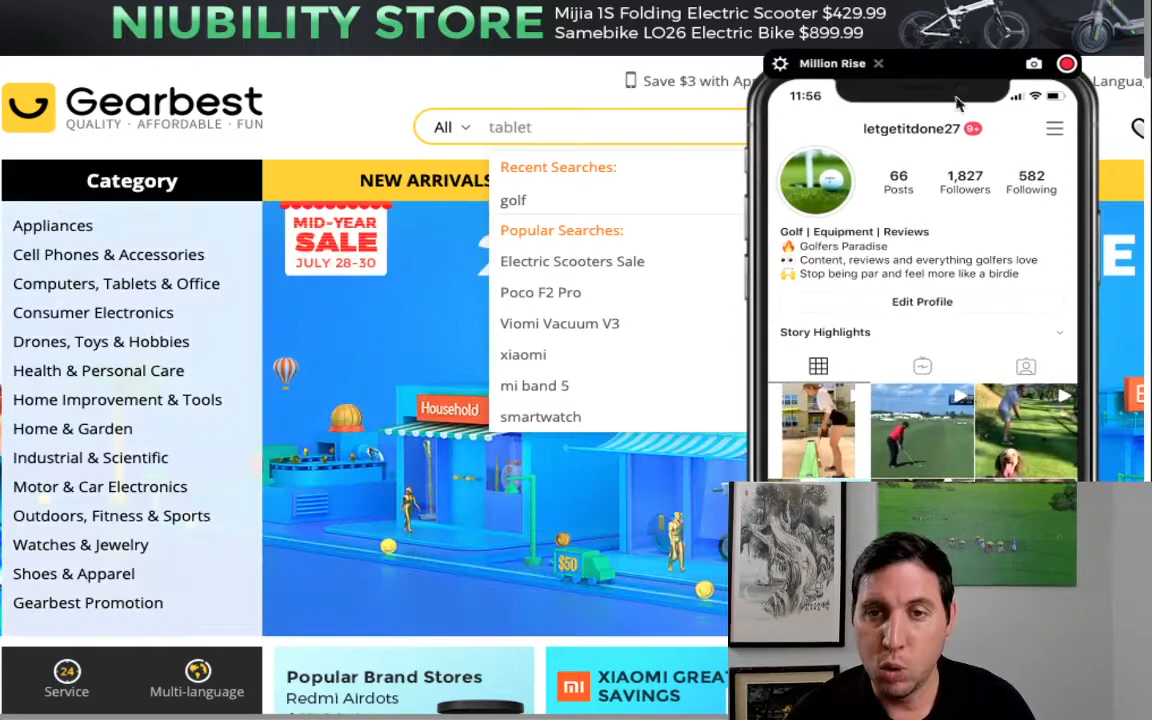 NIUBILITY STORE
Mijia 1S Folding Electric Scooter $429.99
Samebike LO26 Electric Bike $899.99
Gearbest
QUALITY · AFFORDABLE · FUN
Save $3 with App
Langua
All
tablet
Category
NEW ARRIVALS
Recent Searches:
golf
Popular Searches:
Electric Scooters Sale
Poco F2 Pro
Viomi Vacuum V3
xiaomi
mi band 5
smartwatch
Appliances
Cell Phones & Accessories
Computers, Tablets & Office
Consumer Electronics
Drones, Toys & Hobbies
Health & Personal Care
Home Improvement & Tools
Home & Garden
Industrial & Scientific
Motor & Car Electronics
Outdoors, Fitness & Sports
Watches & Jewelry
Shoes & Apparel
Gearbest Promotion
MID-YEAR
SALE
JULY 28-30
2
E
Household
$50
24
Service
Multi-language
Popular Brand Stores
Redmi Airdots
mi
XIAOMI GREA
SAVINGS
Million Rise
11:56
letgetitdone27 9+
66
Posts
1,827
Followers
582
Following
Golf | Equipment | Reviews
🔥 Golfers Paradise
👀 Content, reviews and everything golfers love
🙌 Stop being par and feel more like a birdie
Edit Profile
Story Highlights